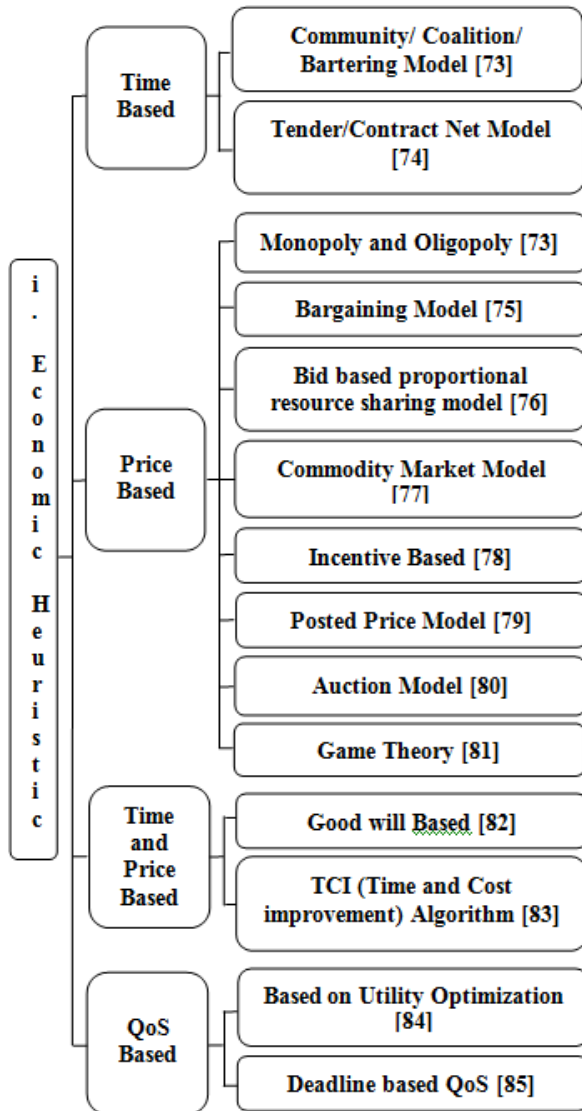 i. Economic Heuristic
Time
Based
Community/ Coalition/
Bartering Model [73]
Tender/Contract Net Model
[74]
Price
Based
Monopoly and Oligopoly [73]
Bargaining Model [75]
Bid based proportional
resource sharing model [76]
Commodity Market Model
[77]
Incentive Based [78]
Posted Price Model [79]
Auction Model [80]
Game Theory [81]
Time
and
Price
Based
Good will Based [82]
TCI (Time and Cost
improvement) Algorithm [83]
QoS
Based
Based on Utility Optimization
[84]
Deadline based QoS [85]